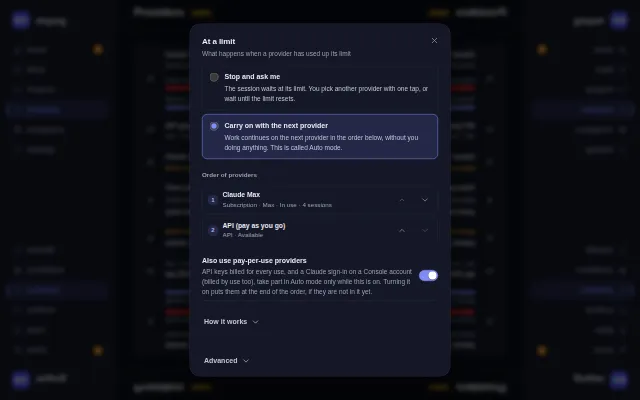 At a limit
What happens when a provider has used up its limit
Stop and ask me
The session waits at its limit. You pick another provider with one tap, or
wait until the limit resets.
Carry on with the next provider
Work continues on the next provider in the order below, without you
doing anything. This is called Auto mode.
Order of providers
1 Claude Max
Subscription · Max · In use · 4 sessions
2 API (pay as you go)
API · Available
Also use pay-per-use providers
API keys billed for every use, and a Claude sign-in on a Console account
(billed by use too), take part in Auto mode only while this is on. Turning it
on puts them at the end of the order, if they are not in it yet.
How it works
Advanced